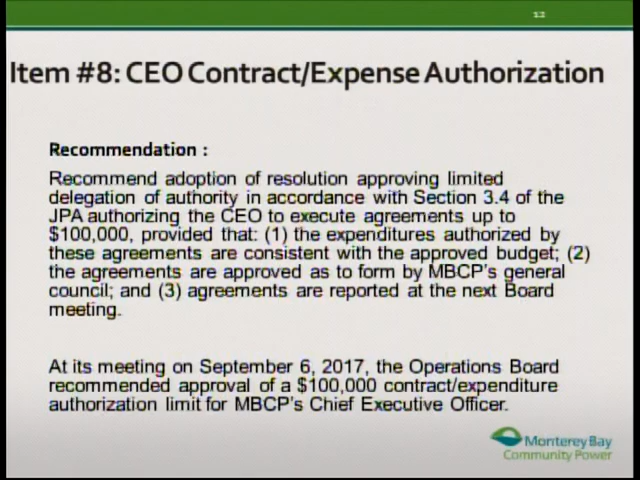 12
Item #8: CEO Contract/Expense Authorization
Recommendation :
Recommend adoption of resolution approving limited
delegation of authority in accordance with Section 3.4 of the
JPA authorizing the CEO to execute agreements up to
$100,000, provided that: (1) the expenditures authorized by
these agreements are consistent with the approved budget; (2)
the agreements are approved as to form by MBCP's general
council; and (3) agreements are reported at the next Board
meeting.
At its meeting on September 6, 2017, the Operations Board
recommended approval of a $100,000 contract/expenditure
authorization limit for MBCP's Chief Executive Officer.
Monterey Bay
Community Power